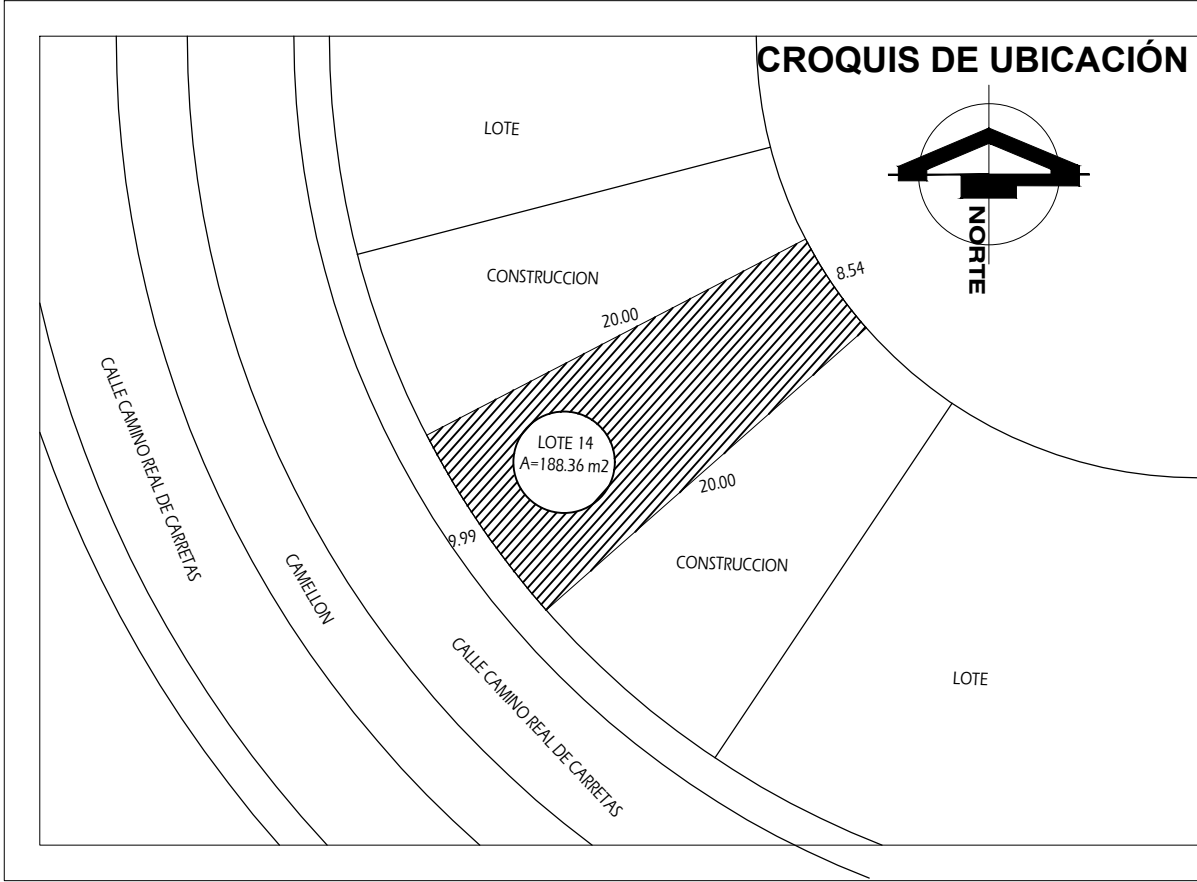 CROQUIS DE UBICACIÓN
LOTE
NORTE
CONSTRUCCION
8.54
20.00
CALLE CAMINO REAL DE CARRETAS
LOTE 14
A=188.36 m2
20.00
9.99
CONSTRUCCION
CAMELLON
CALLE CAMINO REAL DE CARRETAS
LOTE